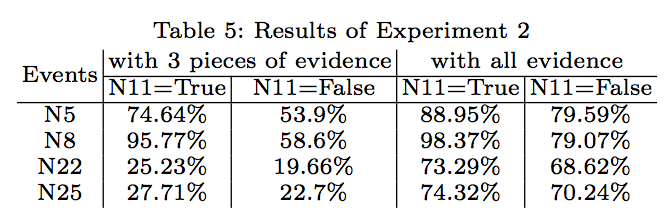 Table 5: Results of Experiment 2
Events with 3 pieces of evidence with all evidence
N11=True N11=False N11=True N11=False
N5 74.64% 53.9% 88.95% 79.59%
N8 95.77% 58.6% 98.37% 79.07%
N22 25.23% 19.66% 73.29% 68.62%
N25 27.71% 22.7% 74.32% 70.24%